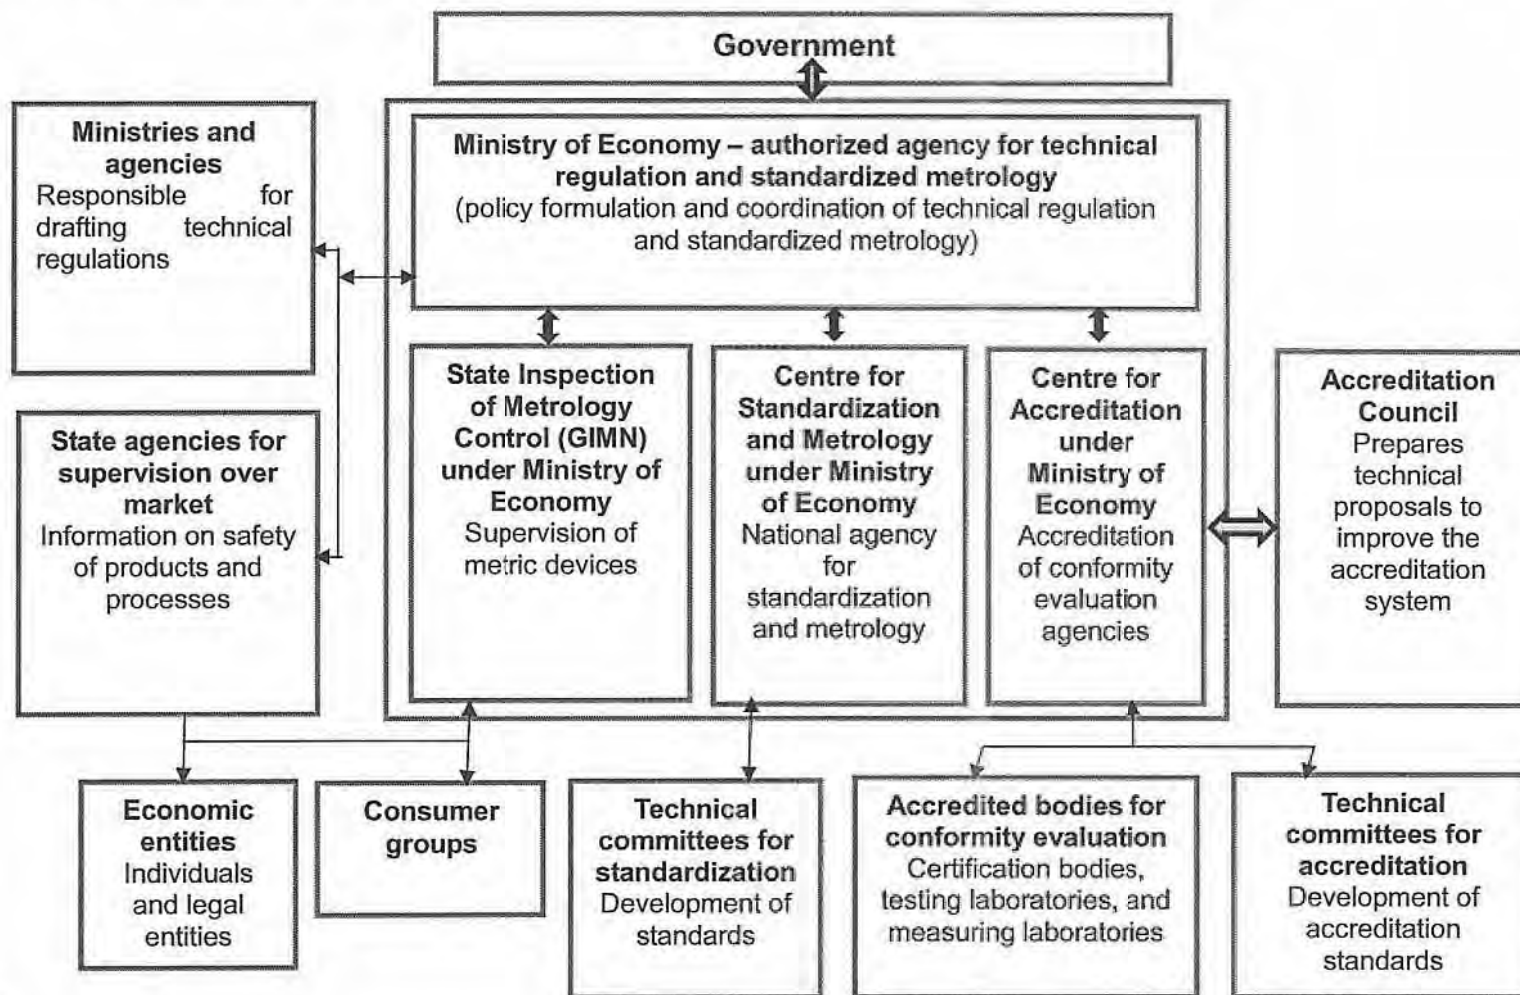 Government
Ministries and
agencies
Responsible for
drafting technical
regulations
Ministry of Economy – authorized agency for technical
regulation and standardized metrology
(policy formulation and coordination of technical regulation
and standardized metrology)
State agencies for
supervision over
market
Information on safety
of products and
processes
State Inspection
of Metrology
Control (GIMN)
under Ministry of
Economy
Supervision of
metric devices
Centre for
Standardization
and Metrology
under Ministry
of Economy
National agency
for
standardization
and metrology
Centre for
Accreditation
under
Ministry of
Economy
Accreditation
of conformity
evaluation
agencies
Accreditation
Council
Prepares
technical
proposals to
improve the
accreditation
system
Economic
entities
Individuals
and legal
entities
Consumer
groups
Technical
committees for
standardization
Development of
standards
Accredited bodies for
conformity evaluation
Certification bodies,
testing laboratories, and
measuring laboratories
Technical
committees for
accreditation
Development of
accreditation
standards